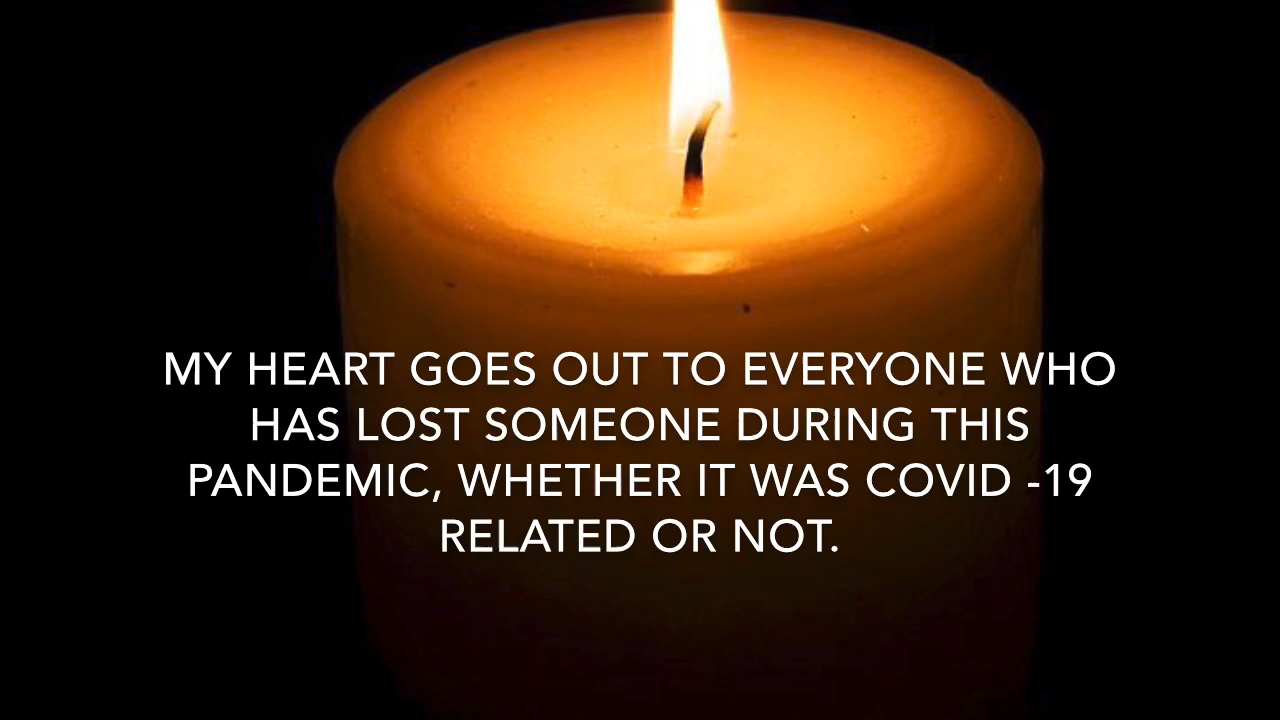 MY HEART GOES OUT TO EVERYONE WHO
HAS LOST SOMEONE DURING THIS
PANDEMIC, WHETHER IT WAS COVID -19
RELATED OR NOT.